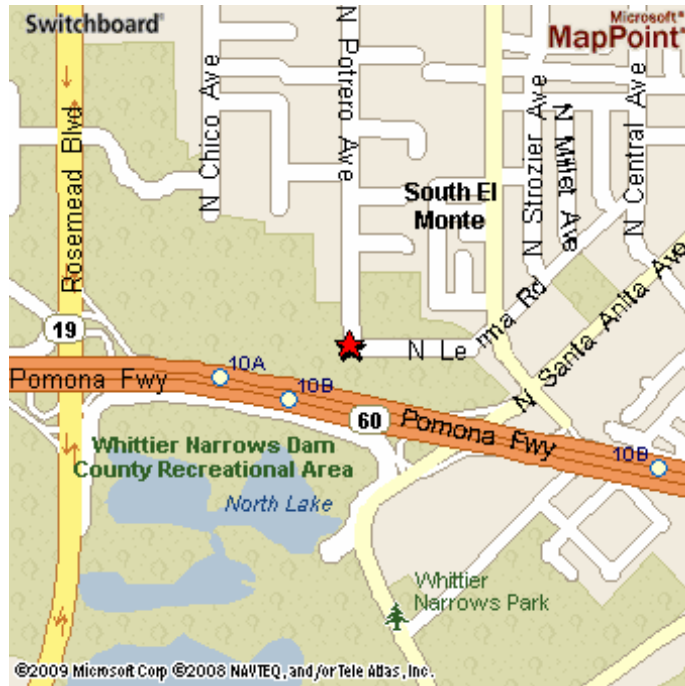 Switchboard®
Microsoft®
MapPoint®
Rosemead Blvd
N Chico Ave
N Potrero Ave
N Strozier Ave
N Millet Ave
N Central Ave
South El
Monte
19
N Le
rma Rd
N Santa Anita Ave
10A
Pomona Fwy
10B
60
Pomona Fwy
10B
Whittier Narrows Dam
County Recreational Area
North Lake
Whittier
Narrows Park
©2009 Microsoft Corp ©2008 NAVTEQ, and/or Tele Atlas, Inc.